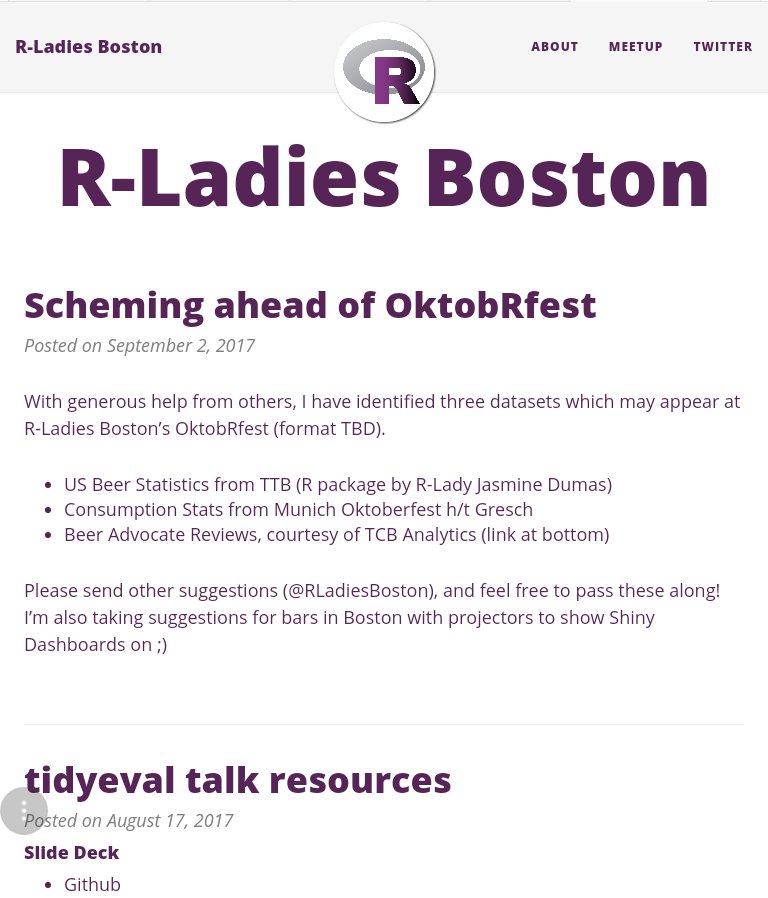 R-Ladies Boston
R
ABOUT
MEETUP
TWITTER
R-Ladies Boston
Scheming ahead of OktobRfest
Posted on September 2, 2017
With generous help from others, I have identified three datasets which may appear at
R-Ladies Boston’s OktobRfest (format TBD).
• US Beer Statistics from TTB (R package by R-Lady Jasmine Dumas)
• Consumption Stats from Munich Oktoberfest h/t Gresch
• Beer Advocate Reviews, courtesy of TCB Analytics (link at bottom)
Please send other suggestions (@RLadiesBoston), and feel free to pass these along!
I’m also taking suggestions for bars in Boston with projectors to show Shiny
Dashboards on ;)
tidyeval talk resources
Posted on August 17, 2017
Slide Deck
• Github